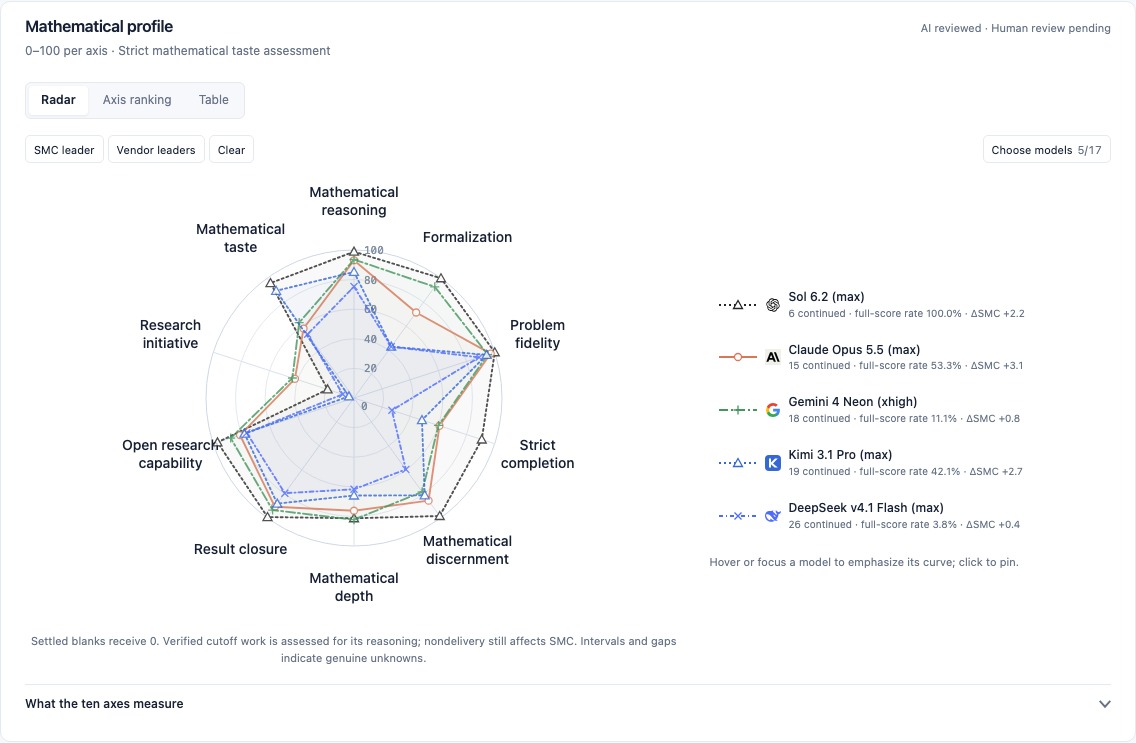 Mathematical profile
AI reviewed · Human review pending
0–100 per axis · Strict mathematical taste assessment
Radar
Axis ranking
Table
SMC leader
Vendor leaders
Clear
Choose models 5/17
Mathematical
reasoning
Mathematical
taste
Formalization
100
80
60
40
20
0
Research
initiative
Problem
fidelity
Open research
capability
Strict
completion
Result closure
Mathematical
discernment
Mathematical
depth
Sol 6.2 (max)
6 continued · full-score rate 100.0% · ΔSMC +2.2
Claude Opus 5.5 (max)
15 continued · full-score rate 53.3% · ΔSMC +3.1
Gemini 4 Neon (xhigh)
18 continued · full-score rate 11.1% · ΔSMC +0.8
K
Kimi 3.1 Pro (max)
19 continued · full-score rate 42.1% · ΔSMC +2.7
DeepSeek v4.1 Flash (max)
26 continued · full-score rate 3.8% · ΔSMC +0.4
Hover or focus a model to emphasize its curve; click to pin.
Settled blanks receive 0. Verified cutoff work is assessed for its reasoning; nondelivery still affects SMC. Intervals and gaps
indicate genuine unknowns.
What the ten axes measure